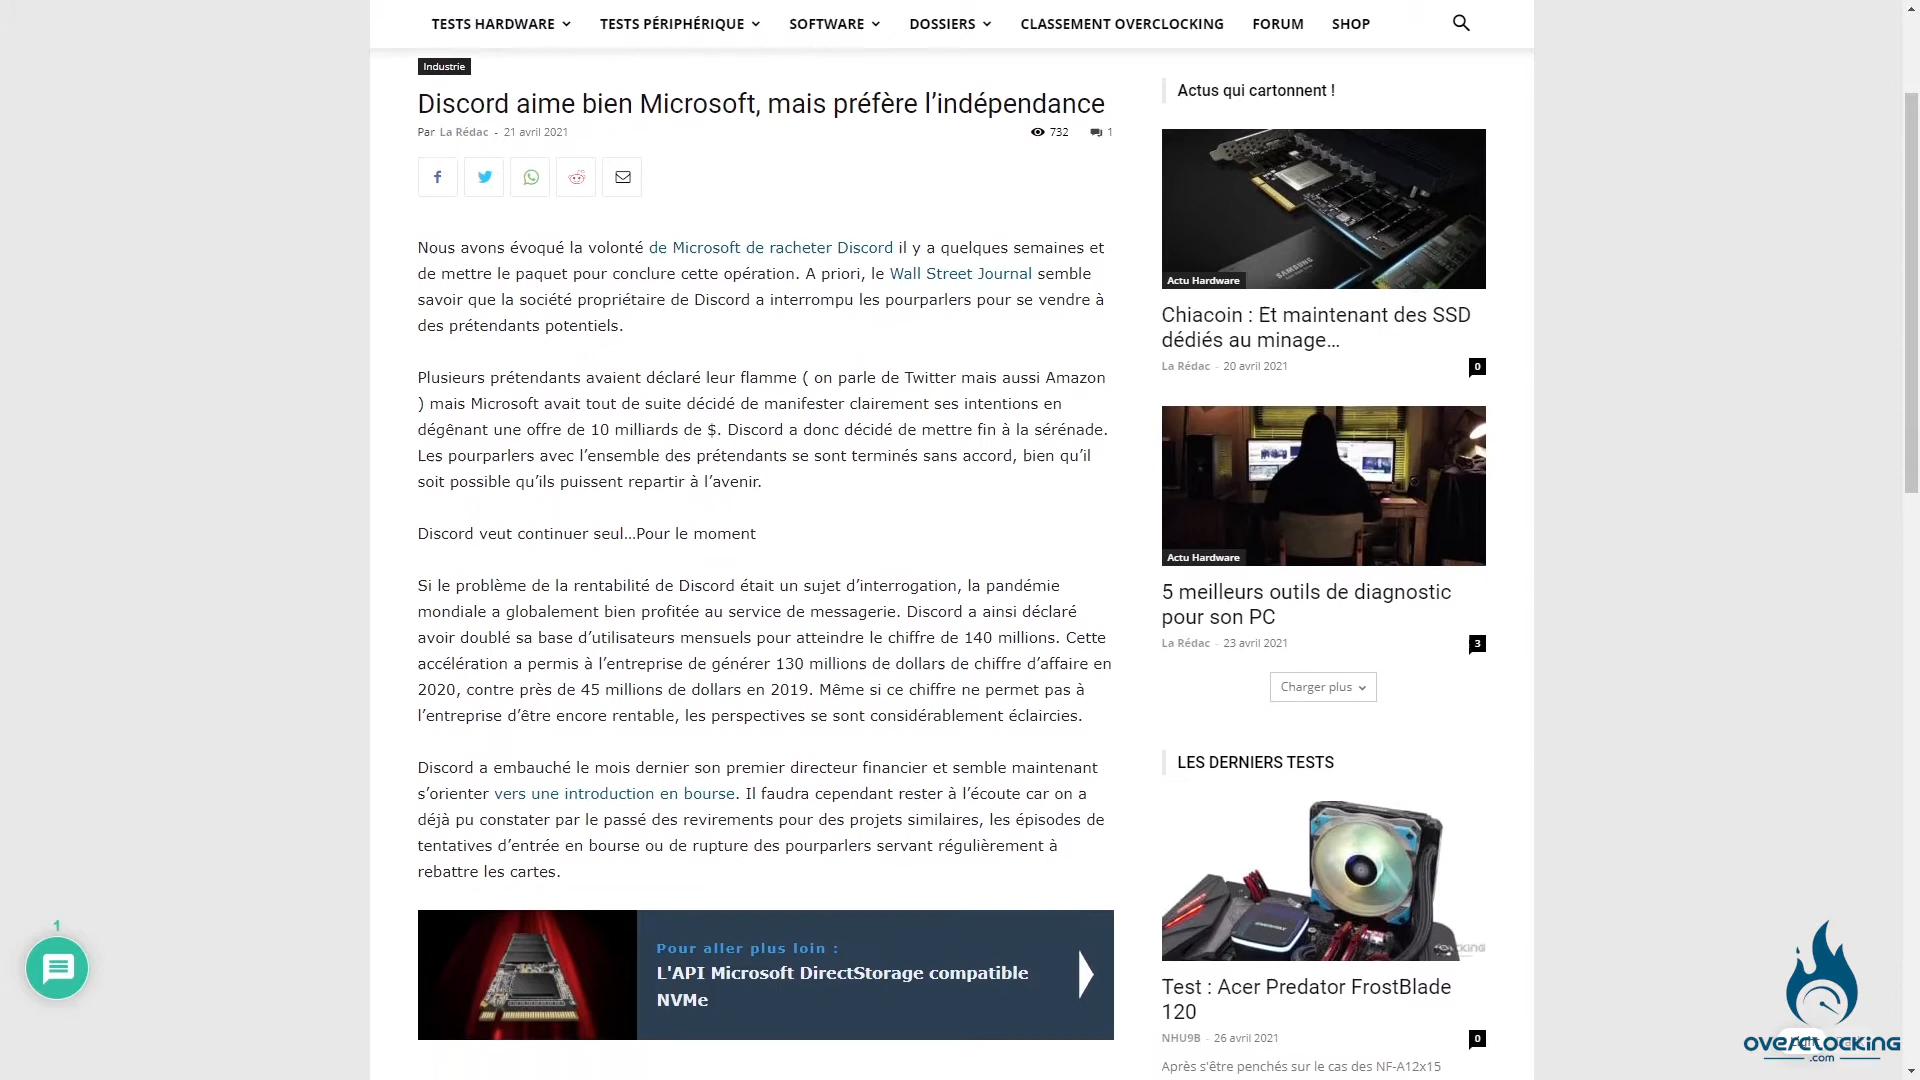 TESTS HARDWARE TESTS PÉRIPHÉRIQUE SOFTWARE DOSSIERS CLASSEMENT OVERCLOCKING FORUM SHOP
Industrie
Discord aime bien Microsoft, mais préfère l’indépendance
Par La Rédac - 21 avril 2021 732 1
Nous avons évoqué la volonté de Microsoft de racheter Discord il y a quelques semaines et
de mettre le paquet pour conclure cette opération. A priori, le Wall Street Journal semble
savoir que la société propriétaire de Discord a interrompu les pourparlers pour se vendre à
des prétendants potentiels.
Plusieurs prétendants avaient déclaré leur flamme ( on parle de Twitter mais aussi Amazon
) mais Microsoft avait tout de suite décidé de manifester clairement ses intentions en
dégênant une offre de 10 milliards de $. Discord a donc décidé de mettre fin à la sérénade.
Les pourparlers avec l’ensemble des prétendants se sont terminés sans accord, bien qu’il
soit possible qu’ils puissent repartir à l’avenir.
Discord veut continuer seul…Pour le moment
Si le problème de la rentabilité de Discord était un sujet d’interrogation, la pandémie
mondiale a globalement bien profitée au service de messagerie. Discord a ainsi déclaré
avoir doublé sa base d’utilisateurs mensuels pour atteindre le chiffre de 140 millions. Cette
accélération a permis à l’entreprise de générer 130 millions de dollars de chiffre d’affaire en
2020, contre près de 45 millions de dollars en 2019. Même si ce chiffre ne permet pas à
l’entreprise d’être encore rentable, les perspectives se sont considérablement éclaircies.
Discord a embauché le mois dernier son premier directeur financier et semble maintenant
s’orienter vers une introduction en bourse. Il faudra cependant rester à l’écoute car on a
déjà pu constater par le passé des revirements pour des projets similaires, les épisodes de
tentatives d’entrée en bourse ou de rupture des pourparlers servant régulièrement à
rebattre les cartes.
Pour aller plus loin :
L'API Microsoft DirectStorage compatible
NVMe
1
Actus qui cartonnent !
SAMSUNG
Actu Hardware
Chiacoin : Et maintenant des SSD
dédiés au minage…
La Rédac - 20 avril 2021 0
Actu Hardware
5 meilleurs outils de diagnostic
pour son PC
La Rédac - 23 avril 2021 3
Charger plus
LES DERNIERS TESTS
Test : Acer Predator FrostBlade
120
NHU9B - 26 avril 2021 0
Après s'être penchés sur le cas des NF-A12x15
OVERCLOCKING
.com